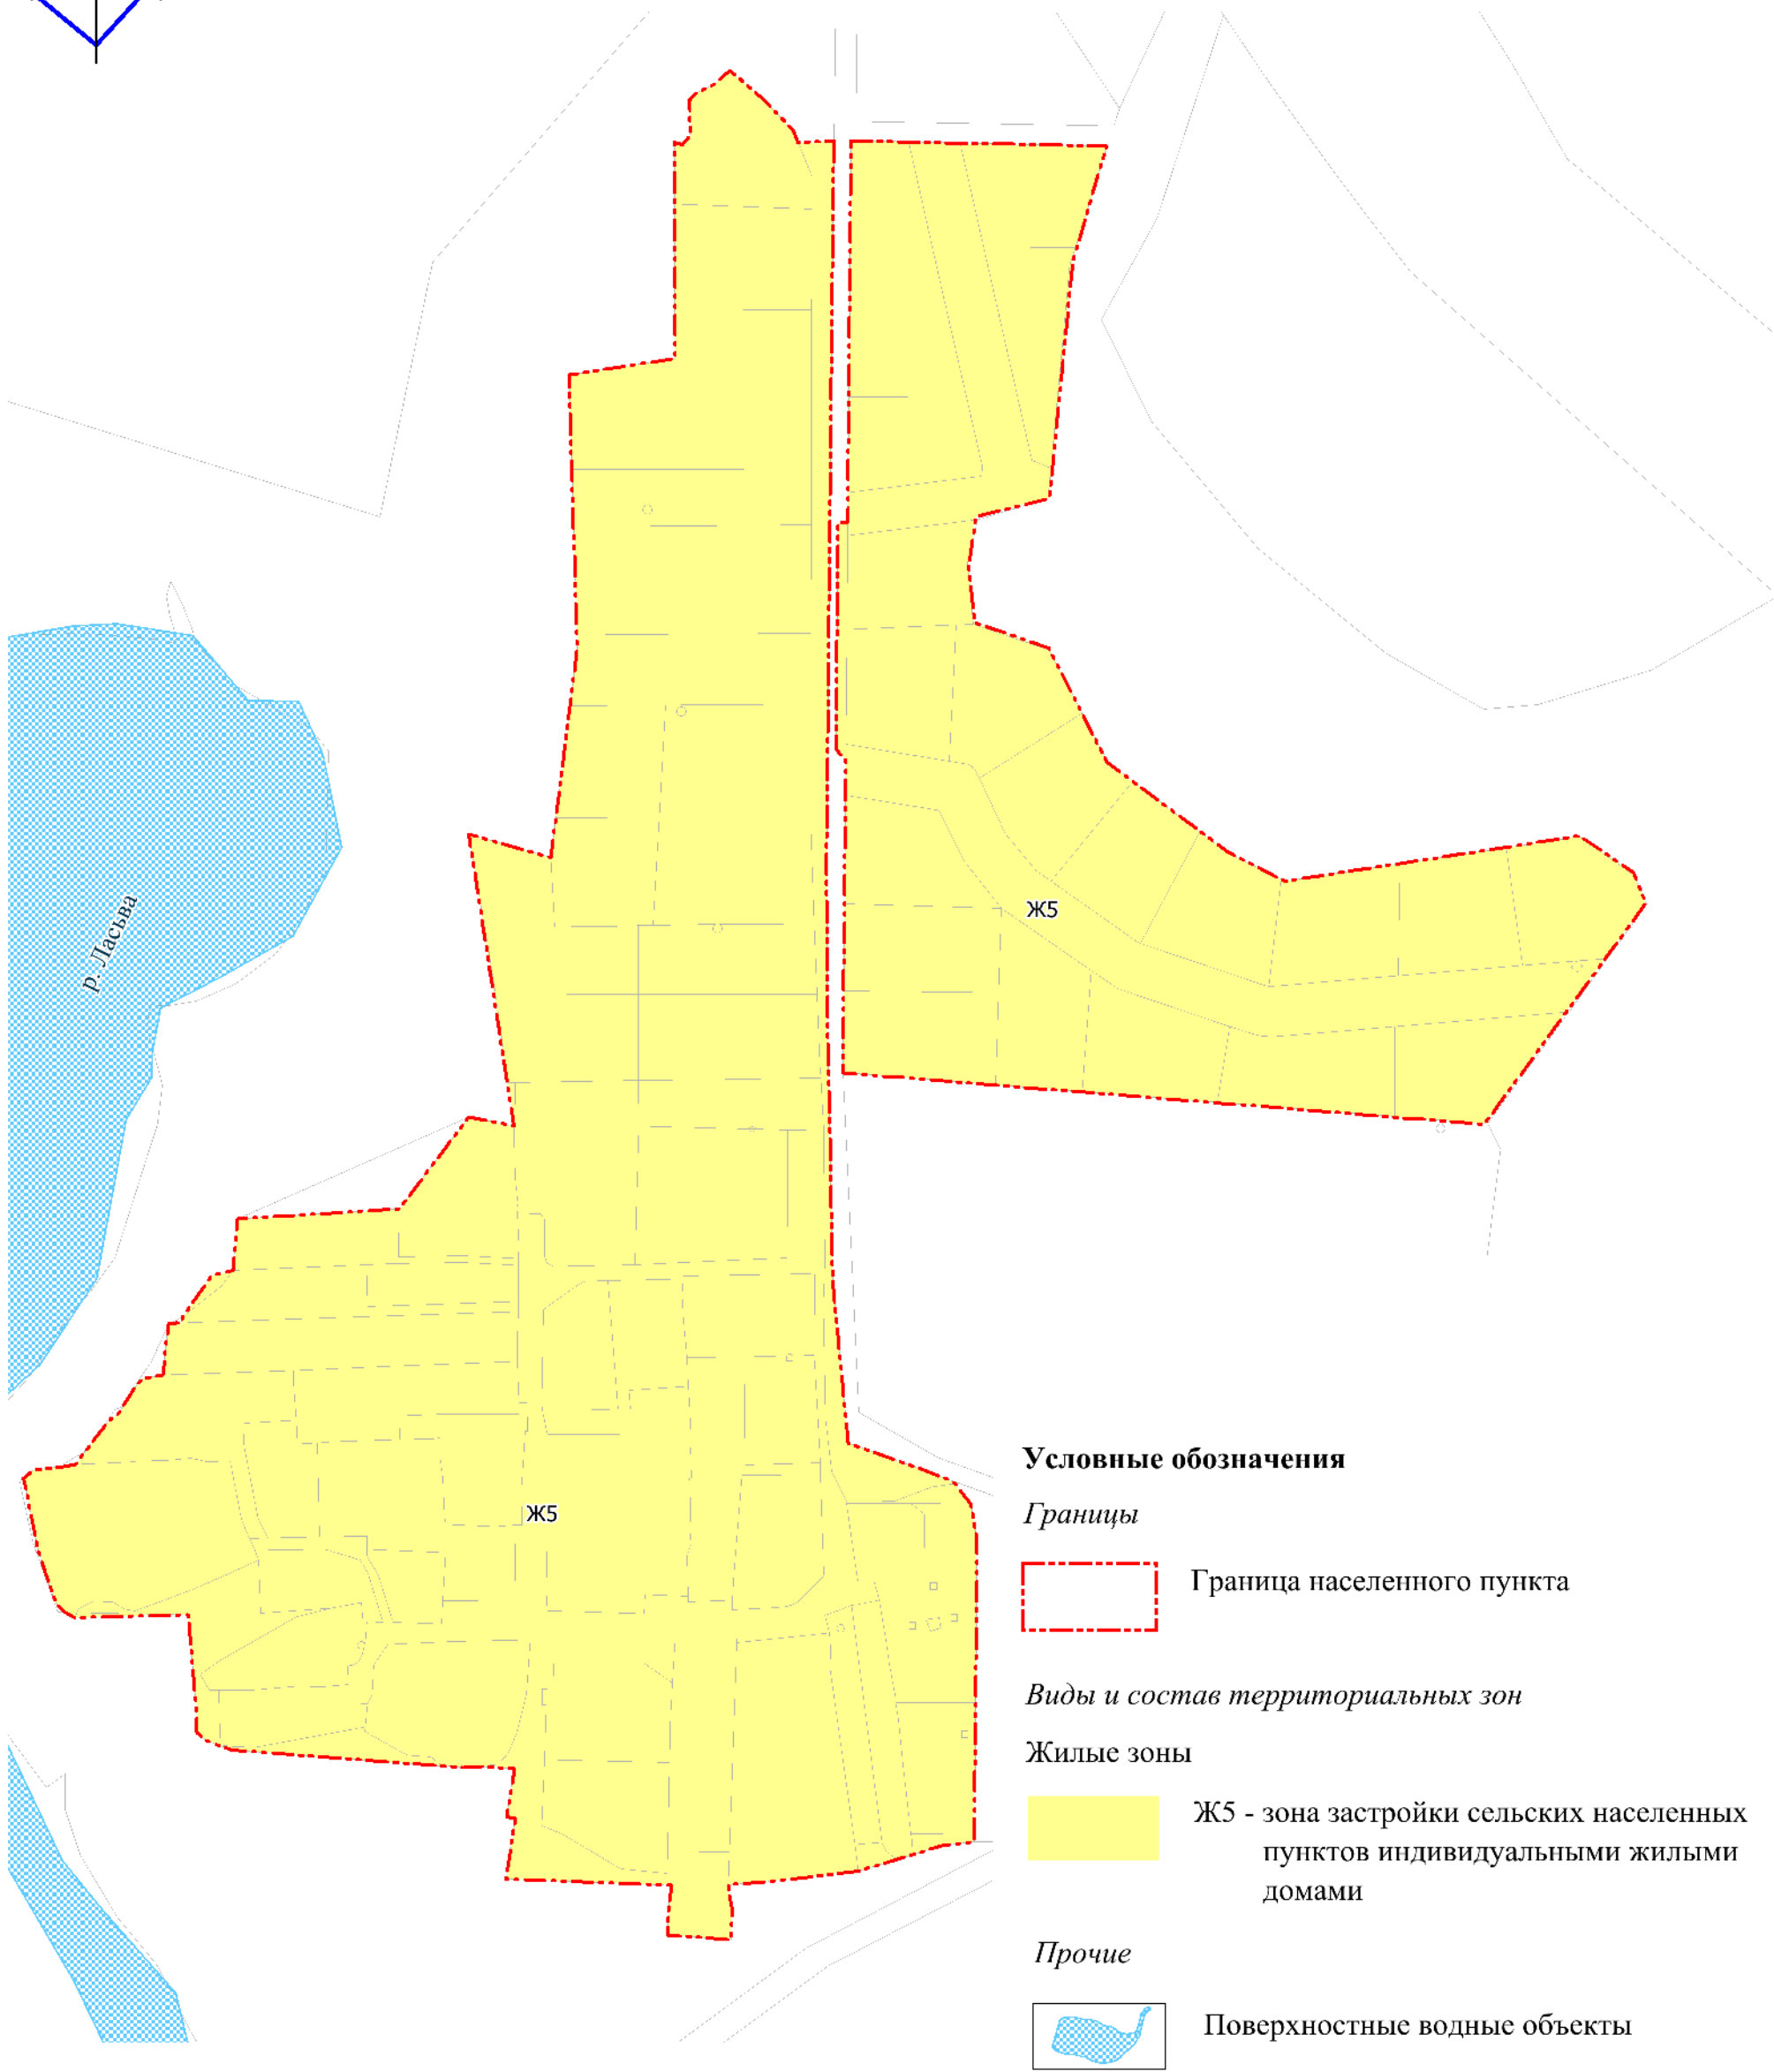 р. Ласьва
Ж5
Ж5
Условные обозначения
Границы
Граница населенного пункта
Виды и состав территориальных зон
Жилые зоны
Ж5 - зона застройки сельских населенных
пунктов индивидуальными жилыми
домами
Прочие
Поверхностные водные объекты